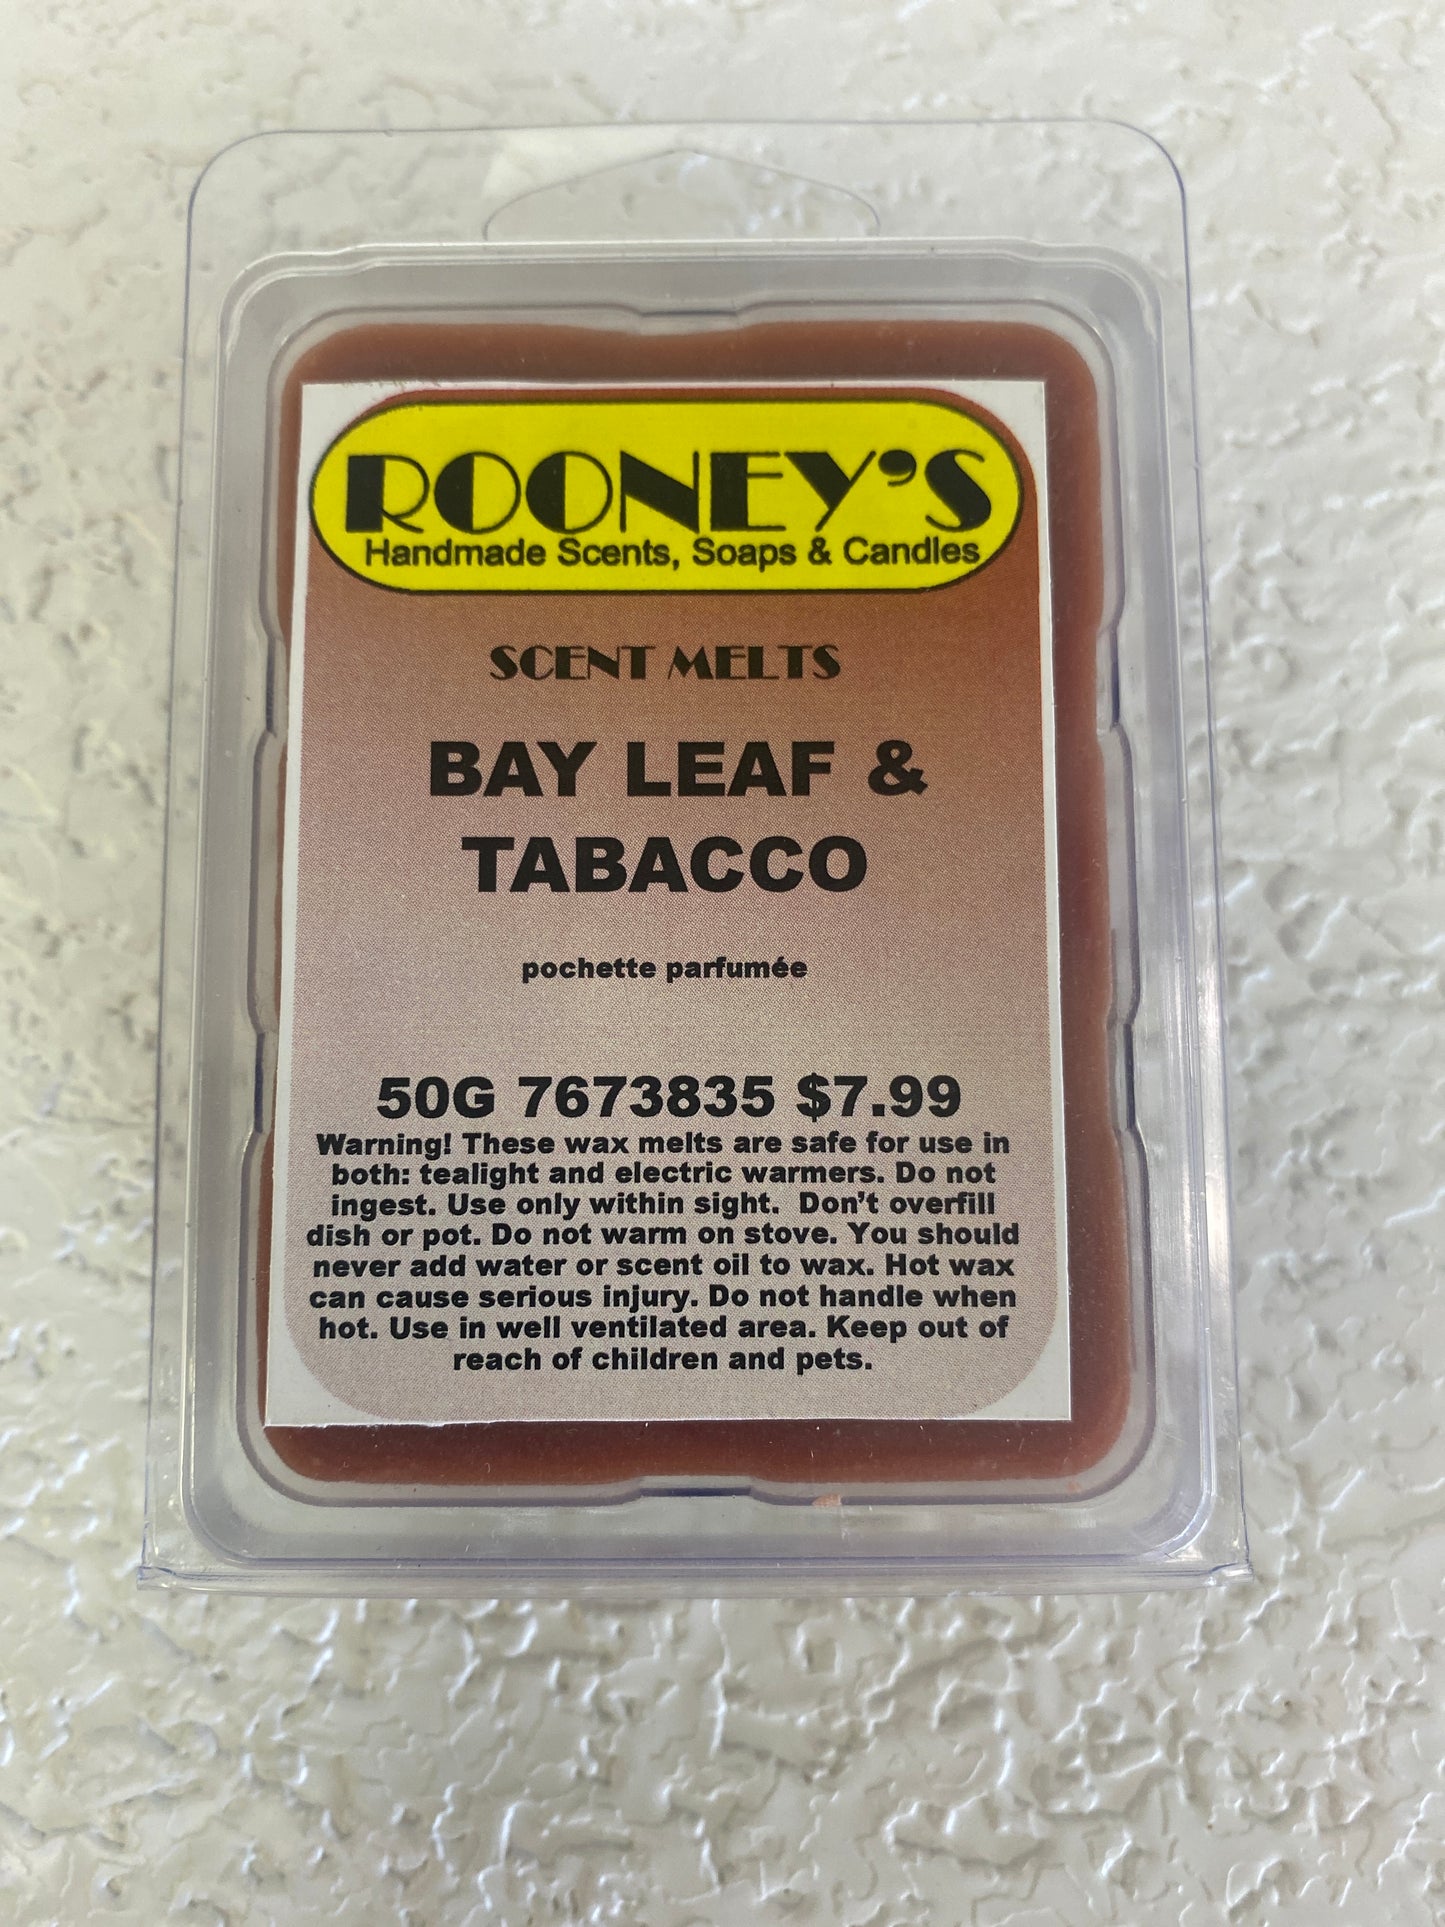 ROONEY'S
Handmade Scents, Soaps & Candles
SCENT MELTS
BAY LEAF &
TABACCO
pochette parfumée
50G 7673835 $7.99
Warning! These wax melts are safe for use in
both: tealight and electric warmers. Do not
ingest. Use only within sight.  Don't overfill
dish or pot. Do not warm on stove. You should
never add water or scent oil to wax. Hot wax
can cause serious injury. Do not handle when
hot. Use in well ventilated area. Keep out of
reach of children and pets.